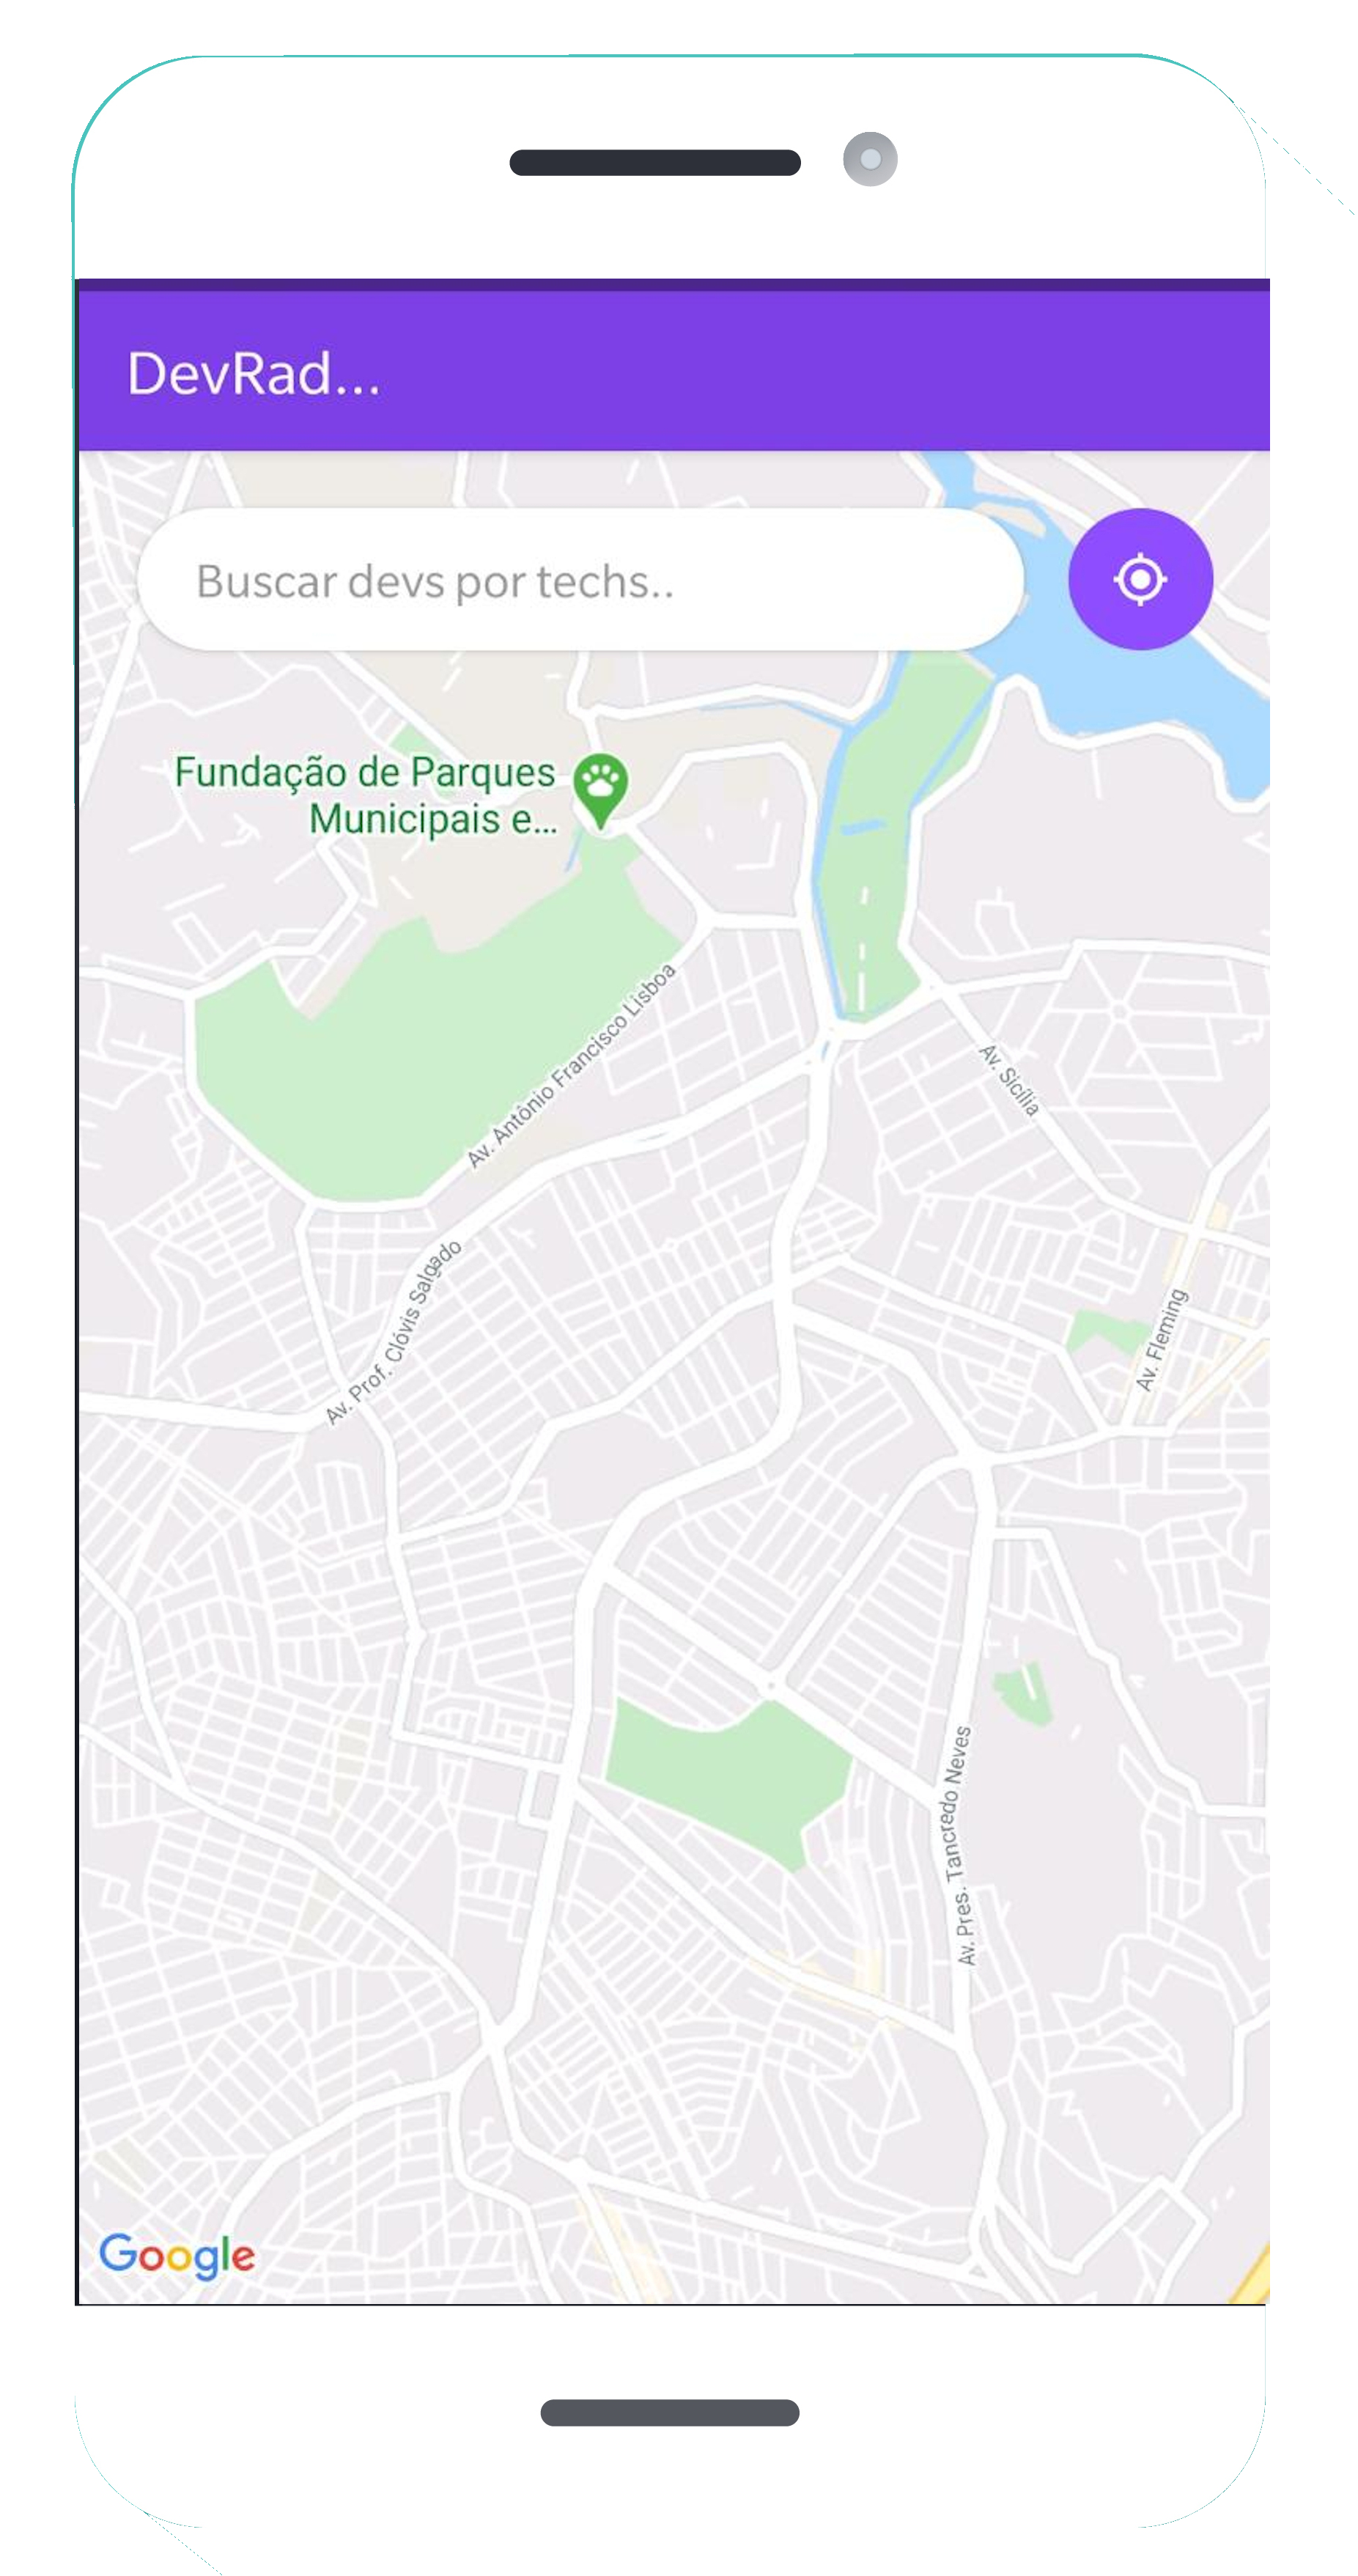 DevRad...
Buscar devs por techs..
Fundação de Parques
Municipais e...
Av. Antônio Francisco Lisboa
Av. Sicília
Av. Prof. Clóvis Salgado
Av. Fleming
Av. Pres. Tancredo Neves
Google